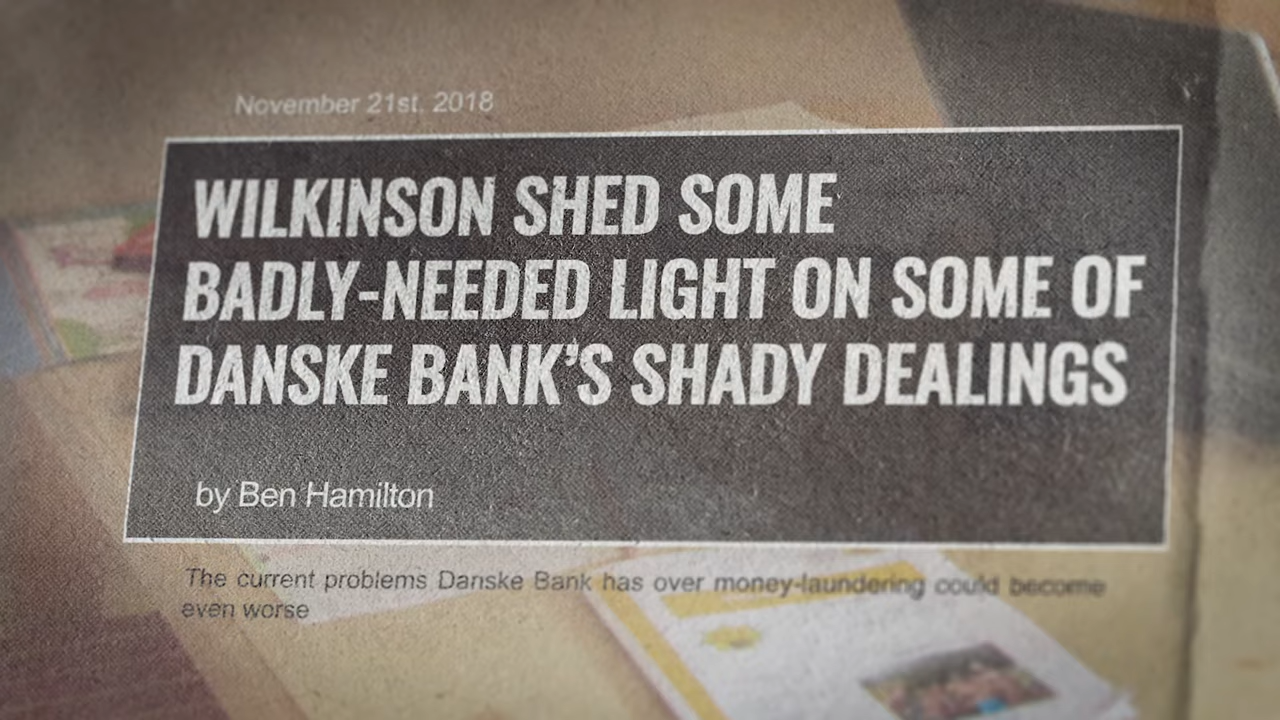 November 21st. 2018
WILKINSON SHED SOME
BADLY-NEEDED LIGHT ON SOME OF
DANSKE BANK'S SHADY DEALINGS
by Ben Hamilton
The current problems Danske Bank has over money-laundering could become
even worse